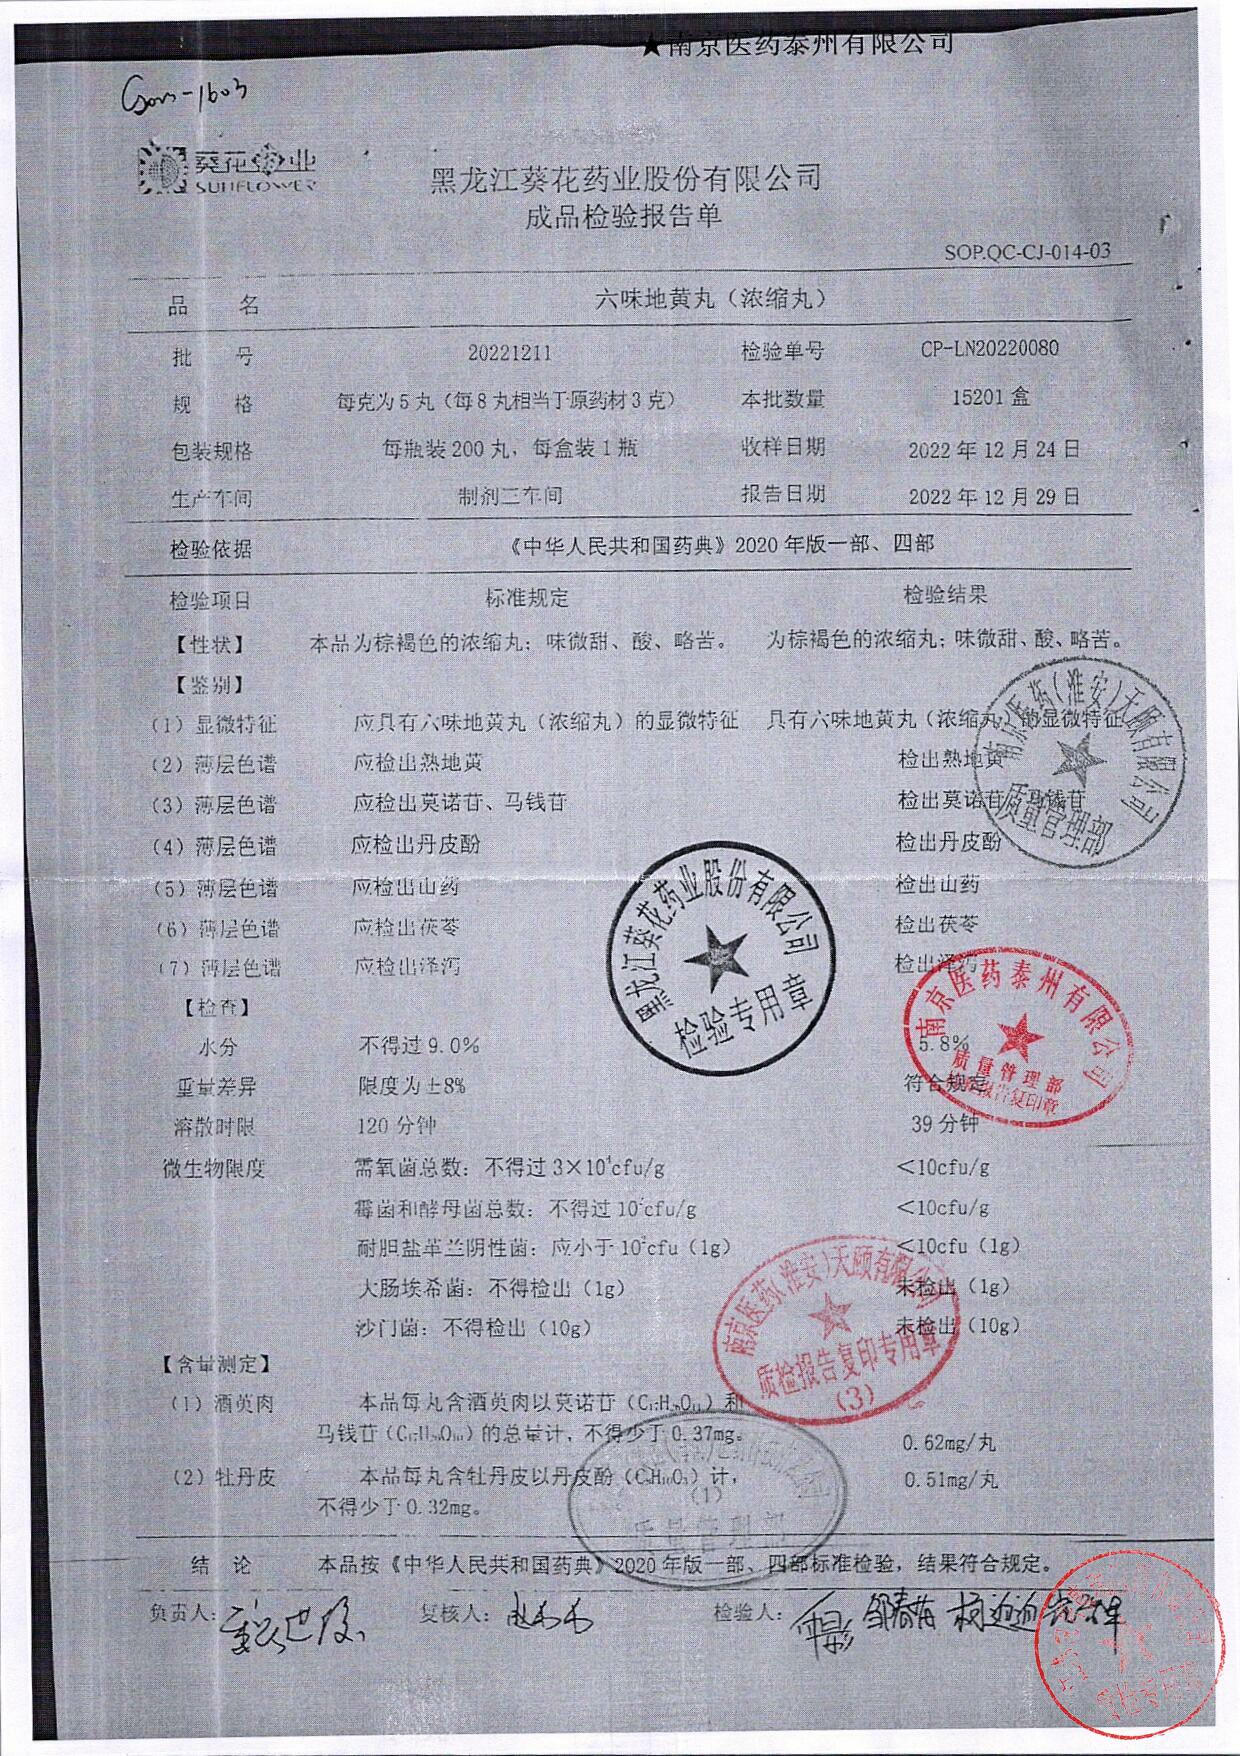 ★南京医药泰州有限公司
葵花药业
SUNFLOWER
黑龙江葵花药业股份有限公司
成品检验报告单
SOP.QC-CJ-014-03
品 名 六味地黄丸（浓缩丸）
批 号 20221211 检验单号 CP-LN20220080
规 格 每克为5丸（每8丸相当于原药材3克） 本批数量 15201盒
包装规格 每瓶装200丸，每盒装1瓶 收样日期 2022年12月24日
生产车间 制剂三车间 报告日期 2022年12月29日
检验依据 《中华人民共和国药典》2020年版一部、四部
检验项目 标准规定 检验结果
【性状】 本品为棕褐色的浓缩丸；味微甜、酸、略苦。 为棕褐色的浓缩丸；味微甜、酸、略苦。
【鉴别】
（1）显微特征 应具有六味地黄丸（浓缩丸）的显微特征 具有六味地黄丸（浓缩丸）的显微特征
（2）薄层色谱 应检出熟地黄 检出熟地黄
（3）薄层色谱 应检出莫诺苷、马钱苷 检出莫诺苷、马钱苷
（4）薄层色谱 应检出丹皮酚 检出丹皮酚
（5）薄层色谱 应检出山药 检出山药
（6）薄层色谱 应检出茯苓 检出茯苓
（7）薄层色谱 应检出泽泻 检出泽泻
【检查】
水分 不得过9.0% 5.8%
重量差异 限度为±8% 符合规定
溶散时限 120分钟 39分钟
微生物限度 需氧菌总数：不得过3×10⁴cfu/g <10cfu/g
霉菌和酵母菌总数：不得过10²cfu/g <10cfu/g
耐胆盐革兰阴性菌：应小于10²cfu（1g） <10cfu（1g）
大肠埃希菌：不得检出（1g） 未检出（1g）
沙门菌：不得检出（10g） 未检出（10g）
【含量测定】
（1）酒萸肉 本品每丸含酒萸肉以莫诺苷（C₁₇H₂₆O₁₁）和
马钱苷（C₁₇H₂₆O₁₀）的总量计，不得少于0.37mg。 0.62mg/丸
（2）牡丹皮 本品每丸含牡丹皮以丹皮酚（C₉H₁₀O₃）计， 0.51mg/丸
不得少于0.32mg。
结 论 本品按《中华人民共和国药典》2020年版一部、四部标准检验，结果符合规定。
负责人： 复核人： 检验人：
南京医药（淮安）天颐有限公司
质量管理部
黑龙江葵花药业股份有限公司
检验专用章
南京医药泰州有限公司
质量管理部
质检报告复印章
南京医药（淮安）天颐有限公司
质检报告复印专用章
（3）
（1）
质量管理部